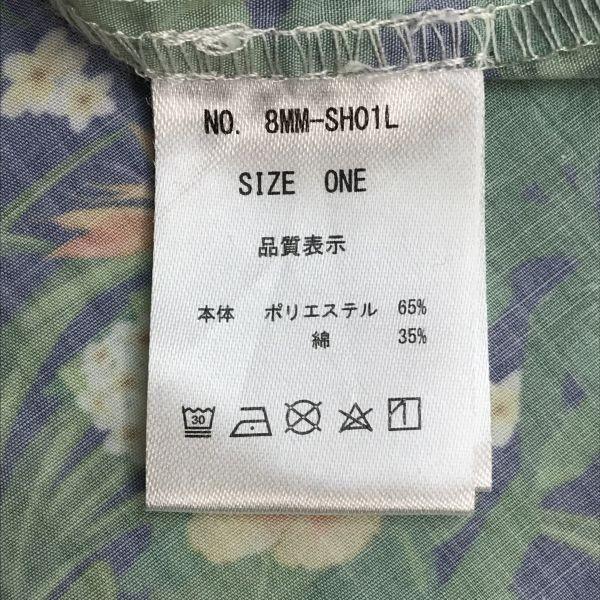 NO. 8MM-SH01L
SIZE ONE
品質表示
本体 ポリエステル 65%
綿 35%
30